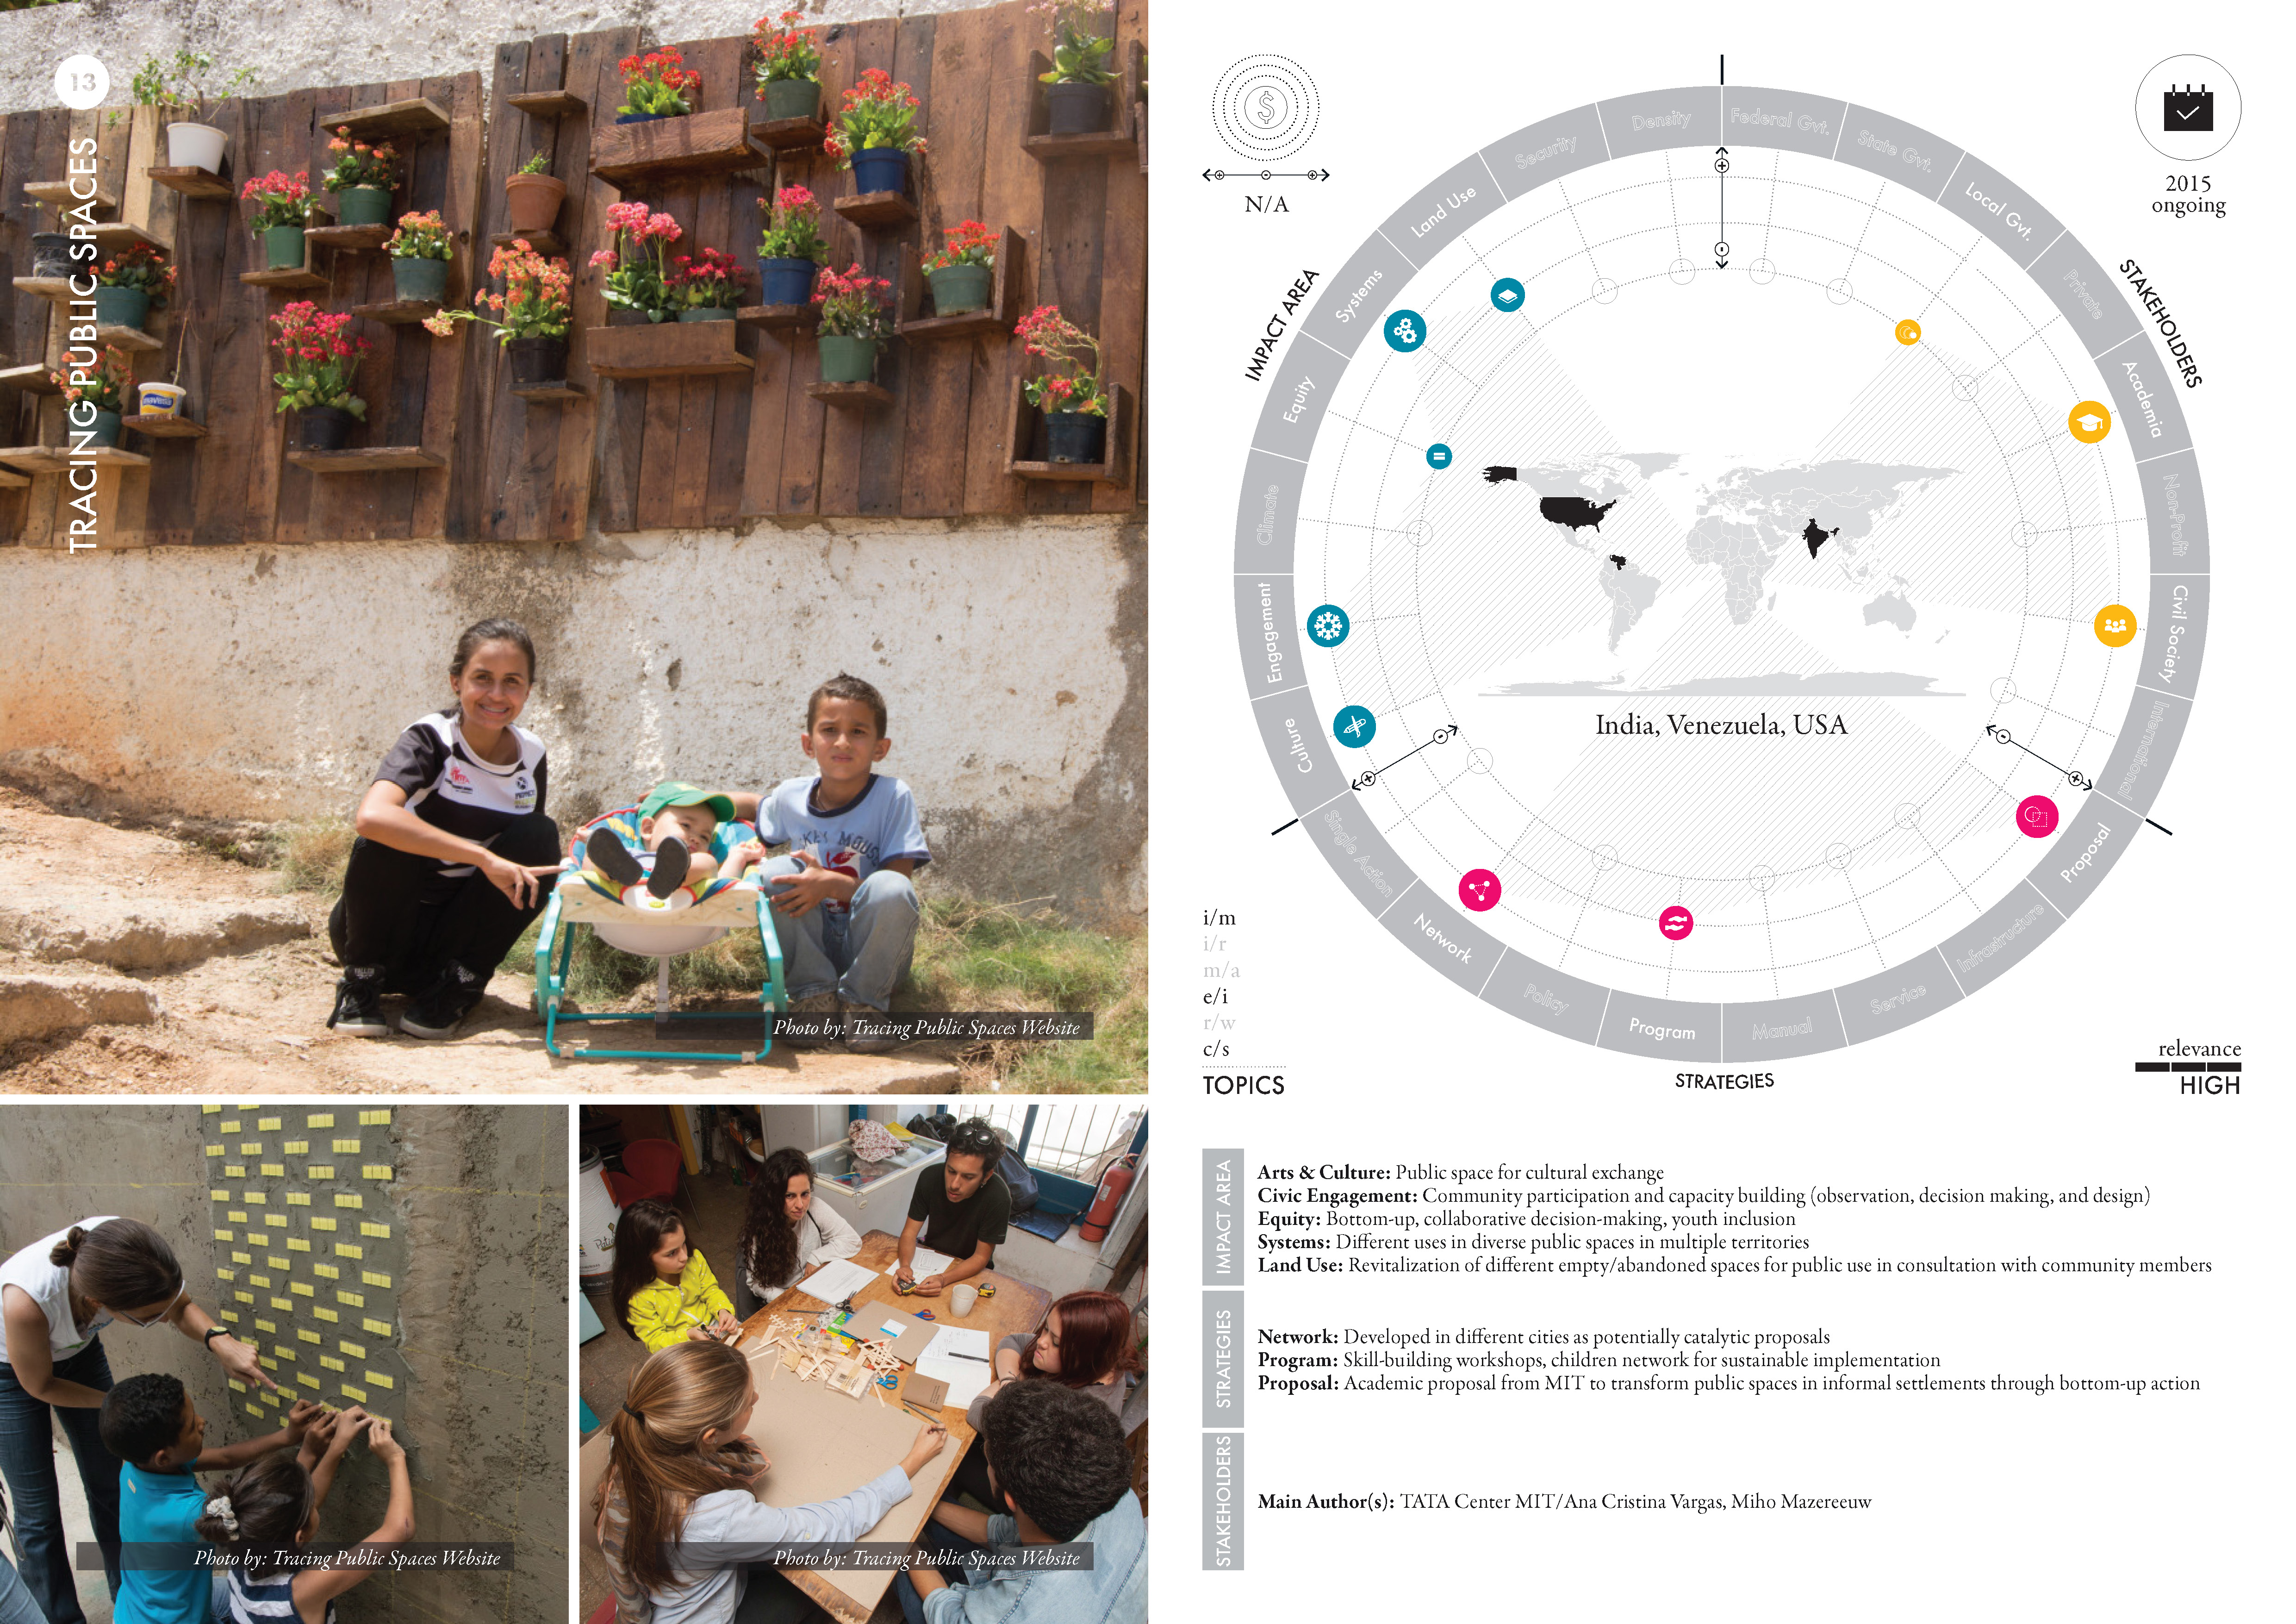 13
TRACING PUBLIC SPACES
mavesa
KEY MOUSE
Photo by: Tracing Public Spaces Website
Photo by: Tracing Public Spaces Website
Photo by: Tracing Public Spaces Website
$
N/A
2015
ongoing
IMPACT AREA
Culture
Engagement
Climate
Equity
Systems
Land Use
Security
Density
STAKEHOLDERS
Federal Gvt.
State Gvt.
Local Gvt.
Private
Academia
Non-Profit
Civil Society
International
STRATEGIES
Proposal
Infrastructure
Service
Manual
Program
Policy
Network
Single Action
India, Venezuela, USA
i/m
i/r
m/a
e/i
r/w
c/s
TOPICS
relevance
HIGH
IMPACT AREA
Arts & Culture: Public space for cultural exchange
Civic Engagement: Community participation and capacity building (observation, decision making, and design)
Equity: Bottom-up, collaborative decision-making, youth inclusion
Systems: Different uses in diverse public spaces in multiple territories
Land Use: Revitalization of different empty/abandoned spaces for public use in consultation with community members
STRATEGIES
Network: Developed in different cities as potentially catalytic proposals
Program: Skill-building workshops, children network for sustainable implementation
Proposal: Academic proposal from MIT to transform public spaces in informal settlements through bottom-up action
STAKEHOLDERS
Main Author(s): TATA Center MIT/Ana Cristina Vargas, Miho Mazereeuw